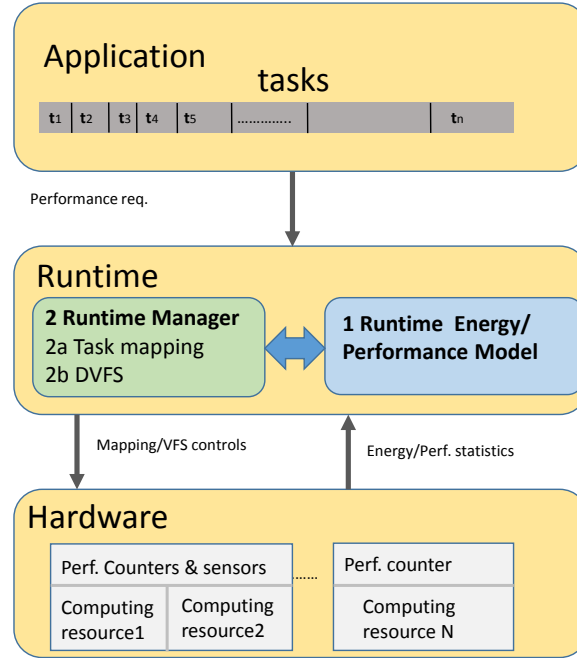 Application
tasks
t1 t2 t3 t4 t5 ………….. tn
Performance req.
Runtime
2 Runtime Manager
2a Task mapping
2b DVFS
1 Runtime Energy/
Performance Model
Mapping/VFS controls
Energy/Perf. statistics
Hardware
Perf. Counters & sensors
……
Perf. counter
Computing
resource1
Computing
resource2
Computing
resource N